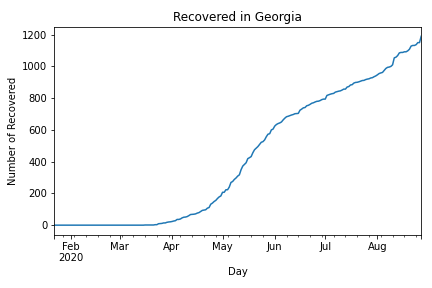 Recovered in Georgia
Number of Recovered
1200
1000
800
600
400
200
0
Feb
2020
Mar
Apr
May
Jun
Jul
Aug
Day